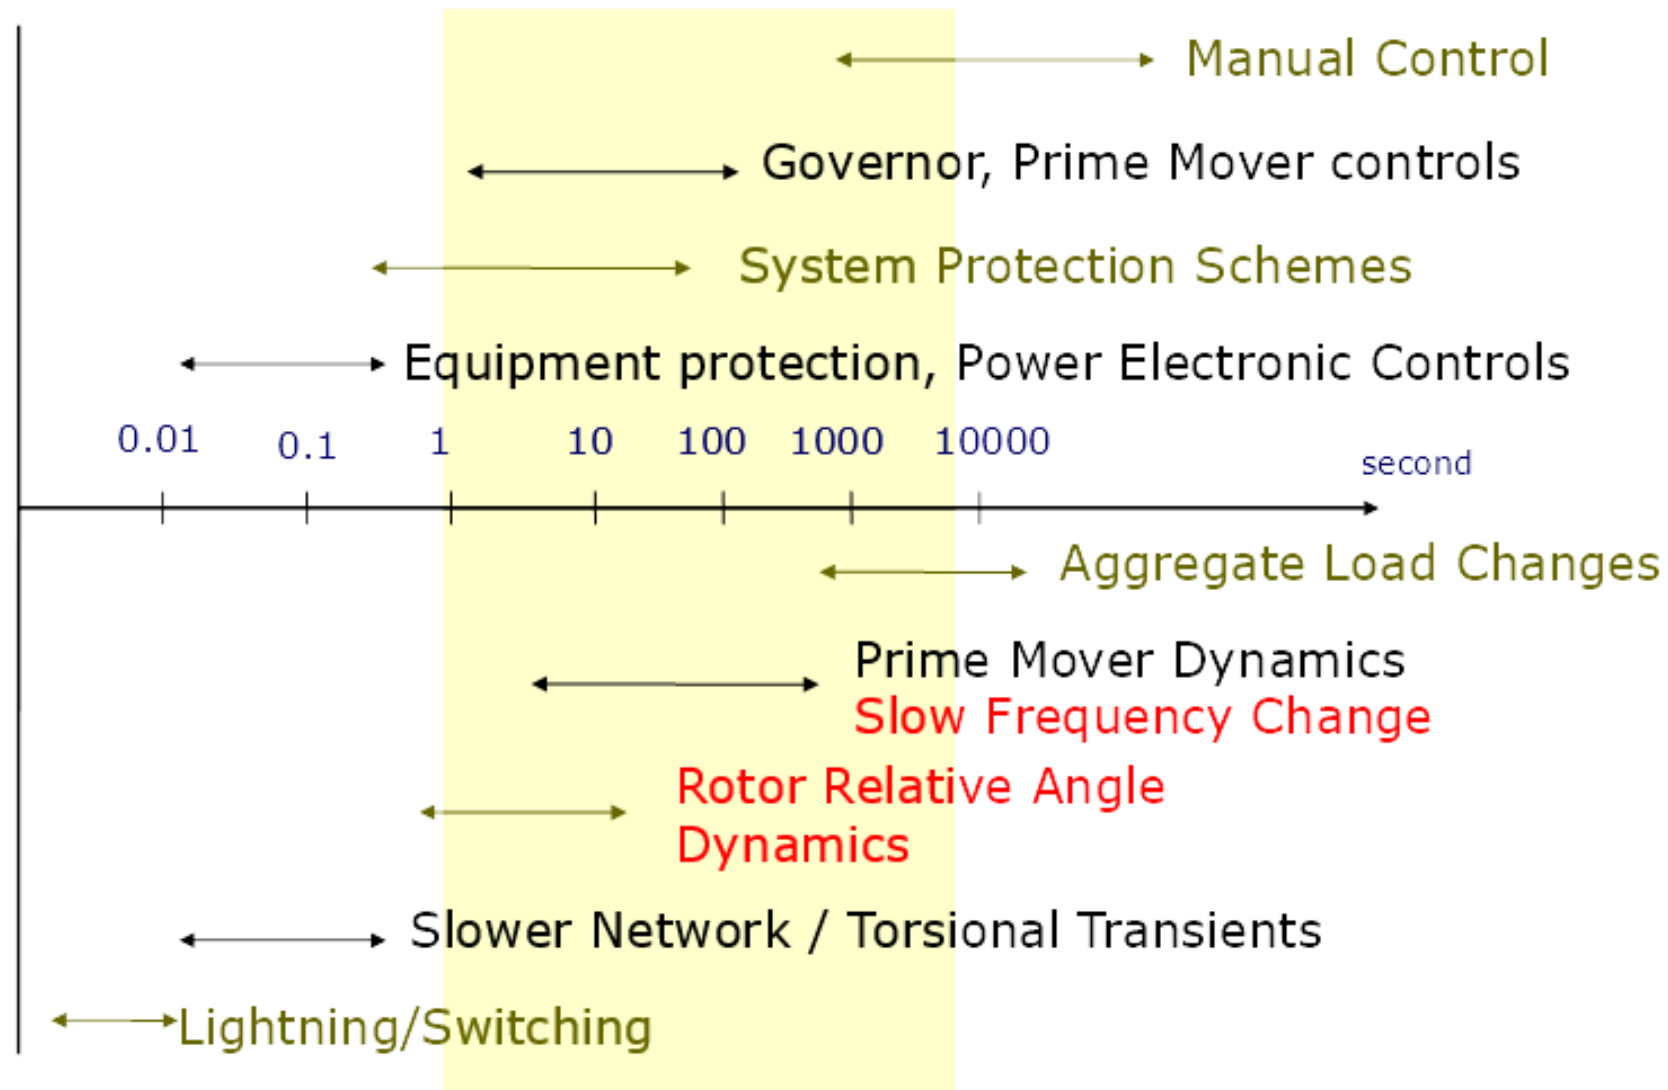 Manual Control
Governor, Prime Mover controls
System Protection Schemes
Equipment protection, Power Electronic Controls
0.01 0.1 1 10 100 1000 10000 second
Aggregate Load Changes
Prime Mover Dynamics
Slow Frequency Change
Rotor Relative Angle
Dynamics
Slower Network / Torsional Transients
Lightning/Switching